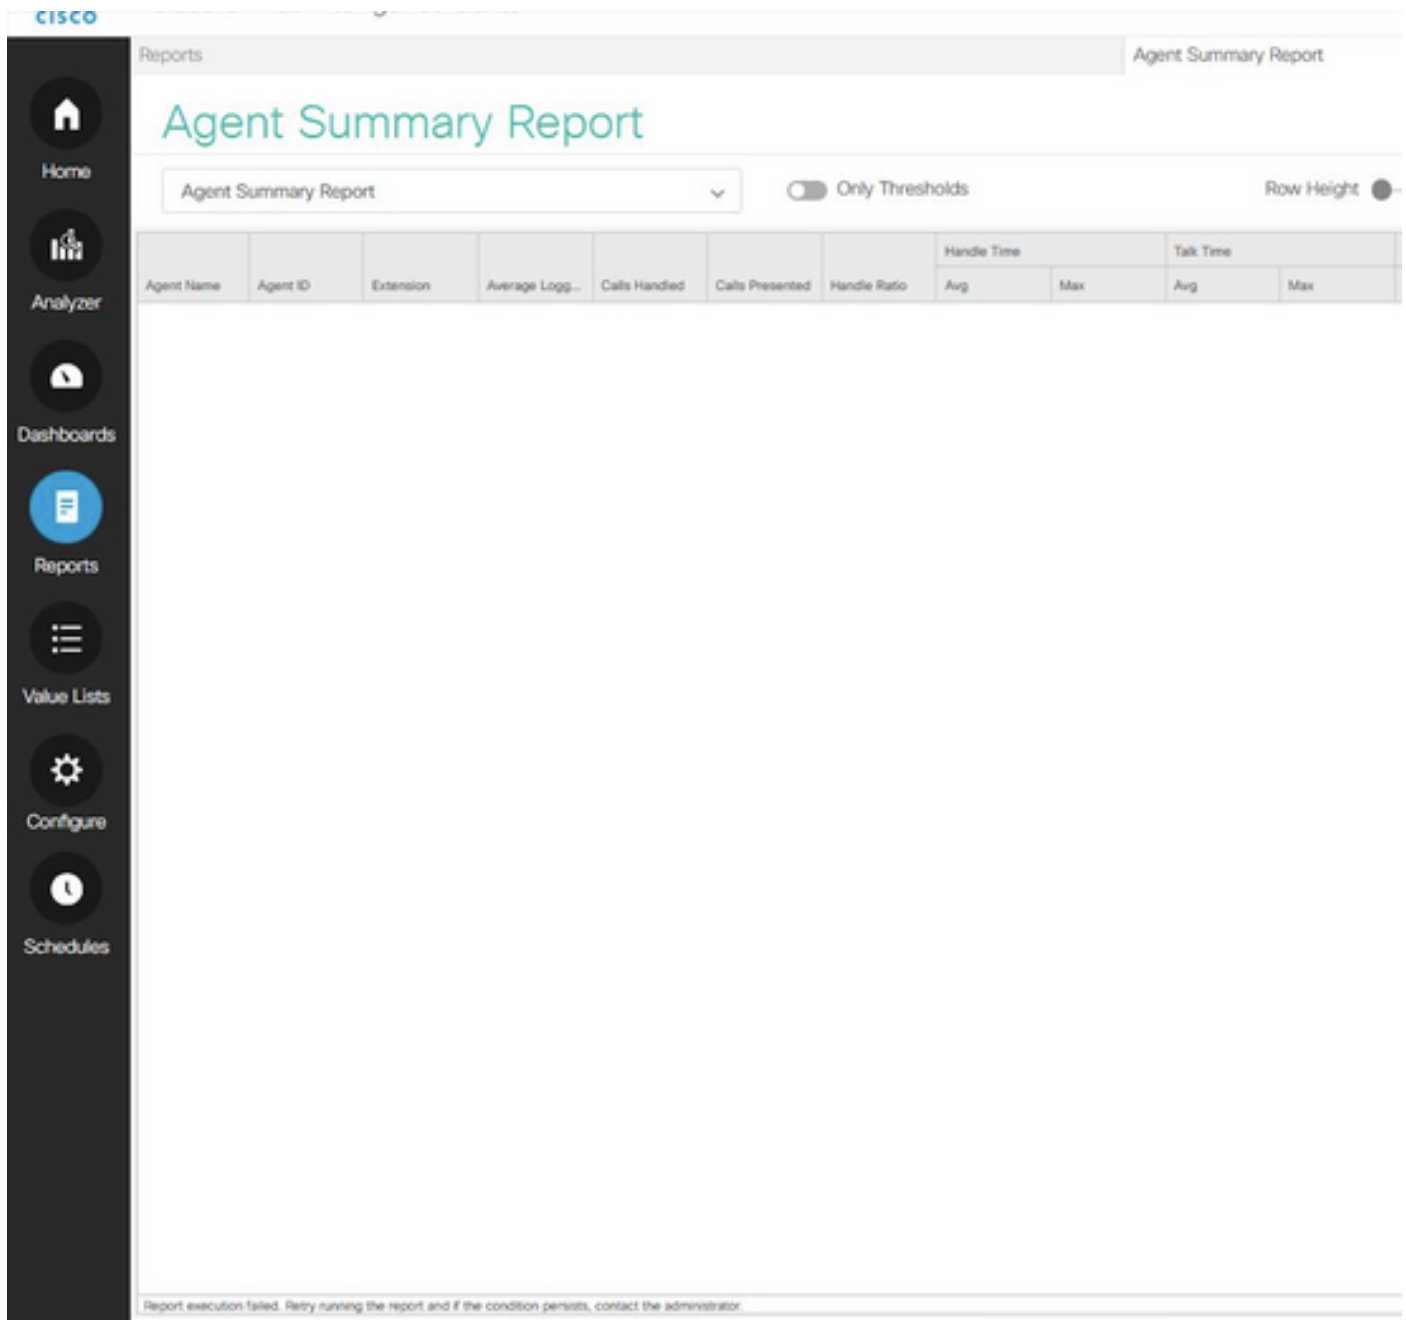 CISCO
Reports
Agent Summary Report
Agent Summary Report
Agent Summary Report
Only Thresholds
Row Height
Handle Time
Talk Time
Agent Name
Agent ID
Extension
Average Logg...
Calls Handled
Calls Presented
Handle Ratio
Avg
Max
Avg
Max
Home
Analyzer
Dashboards
Reports
Value Lists
Configure
Schedules
Report execution failed. Retry running the report and if the condition persists, contact the administrator.